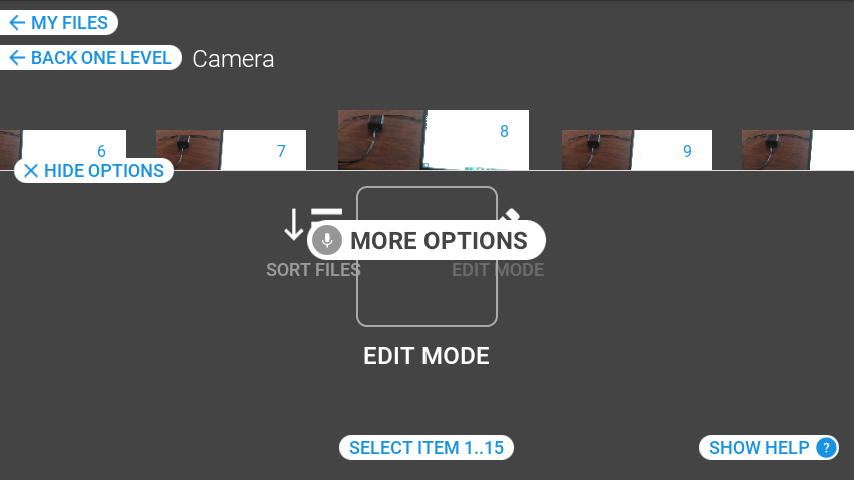 MY FILES
BACK ONE LEVEL Camera
6 7 8 9
HIDE OPTIONS
MORE OPTIONS
SORT FILES EDIT MODE
EDIT MODE
SELECT ITEM 1..15 SHOW HELP ?